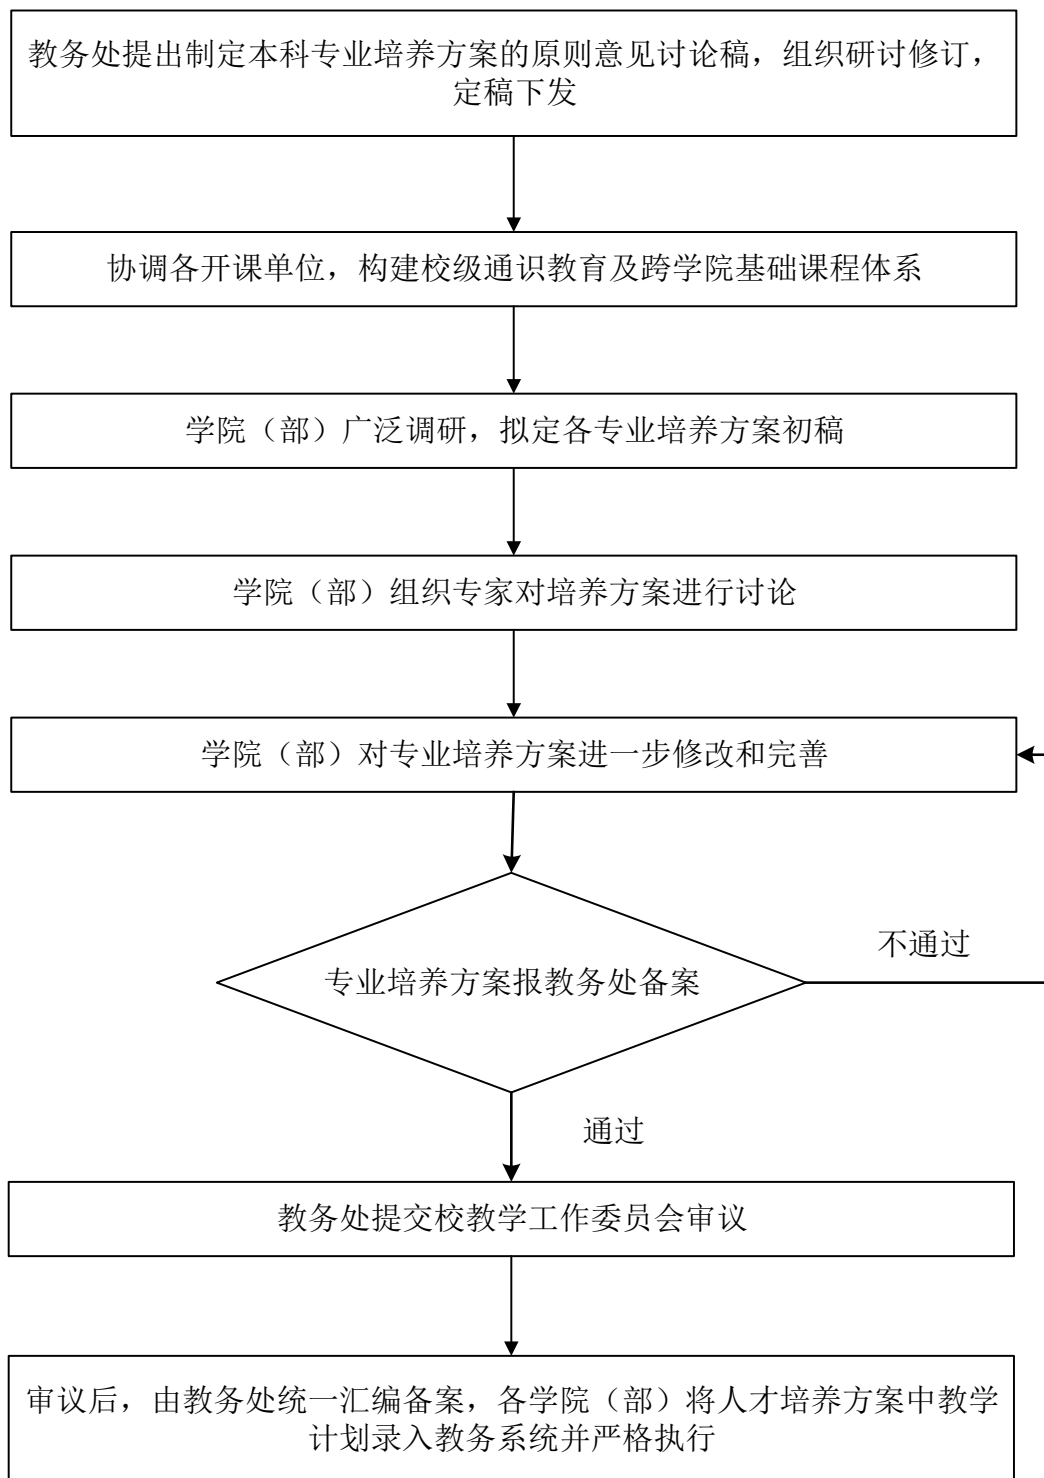 教务处提出制定本科专业培养方案的原则意见讨论稿，组织研讨修订，
定稿下发
协调各开课单位，构建校级通识教育及跨学院基础课程体系
学院（部）广泛调研，拟定各专业培养方案初稿
学院（部）组织专家对培养方案进行讨论
学院（部）对专业培养方案进一步修改和完善
不通过
专业培养方案报教务处备案
通过
教务处提交校教学工作委员会审议
审议后，由教务处统一汇编备案，各学院（部）将人才培养方案中教学
计划录入教务系统并严格执行